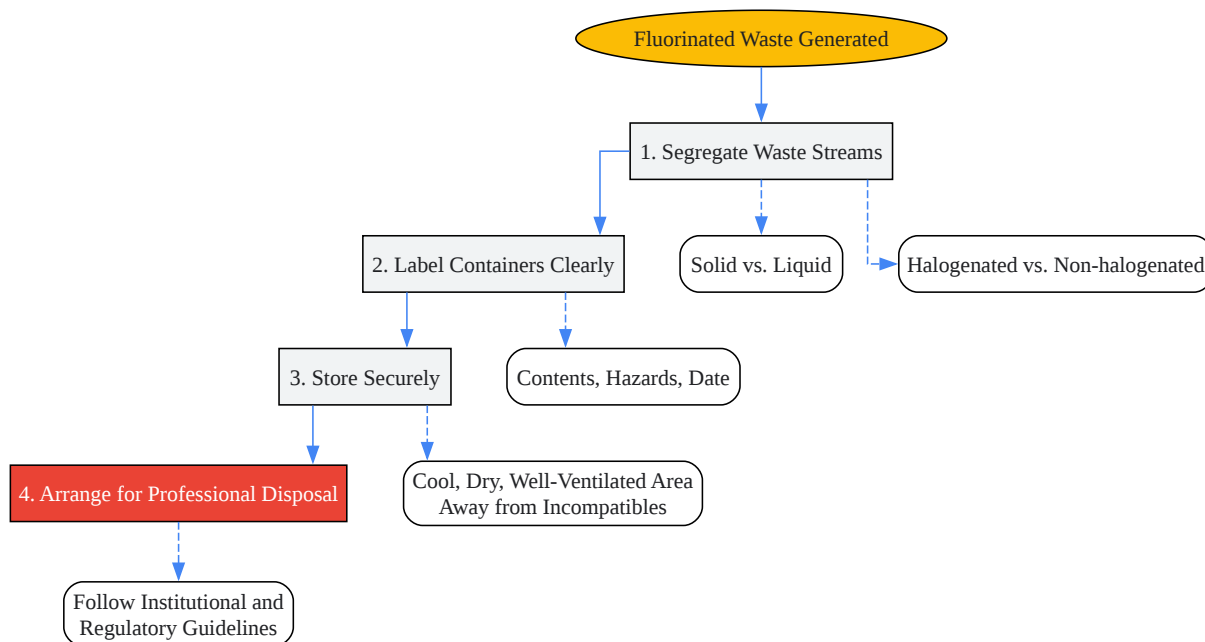 Fluorinated Waste Generated
1. Segregate Waste Streams
2. Label Containers Clearly
Solid vs. Liquid
Halogenated vs. Non-halogenated
3. Store Securely
Contents, Hazards, Date
4. Arrange for Professional Disposal
Cool, Dry, Well-Ventilated Area
Away from Incompatibles
Follow Institutional and
Regulatory Guidelines